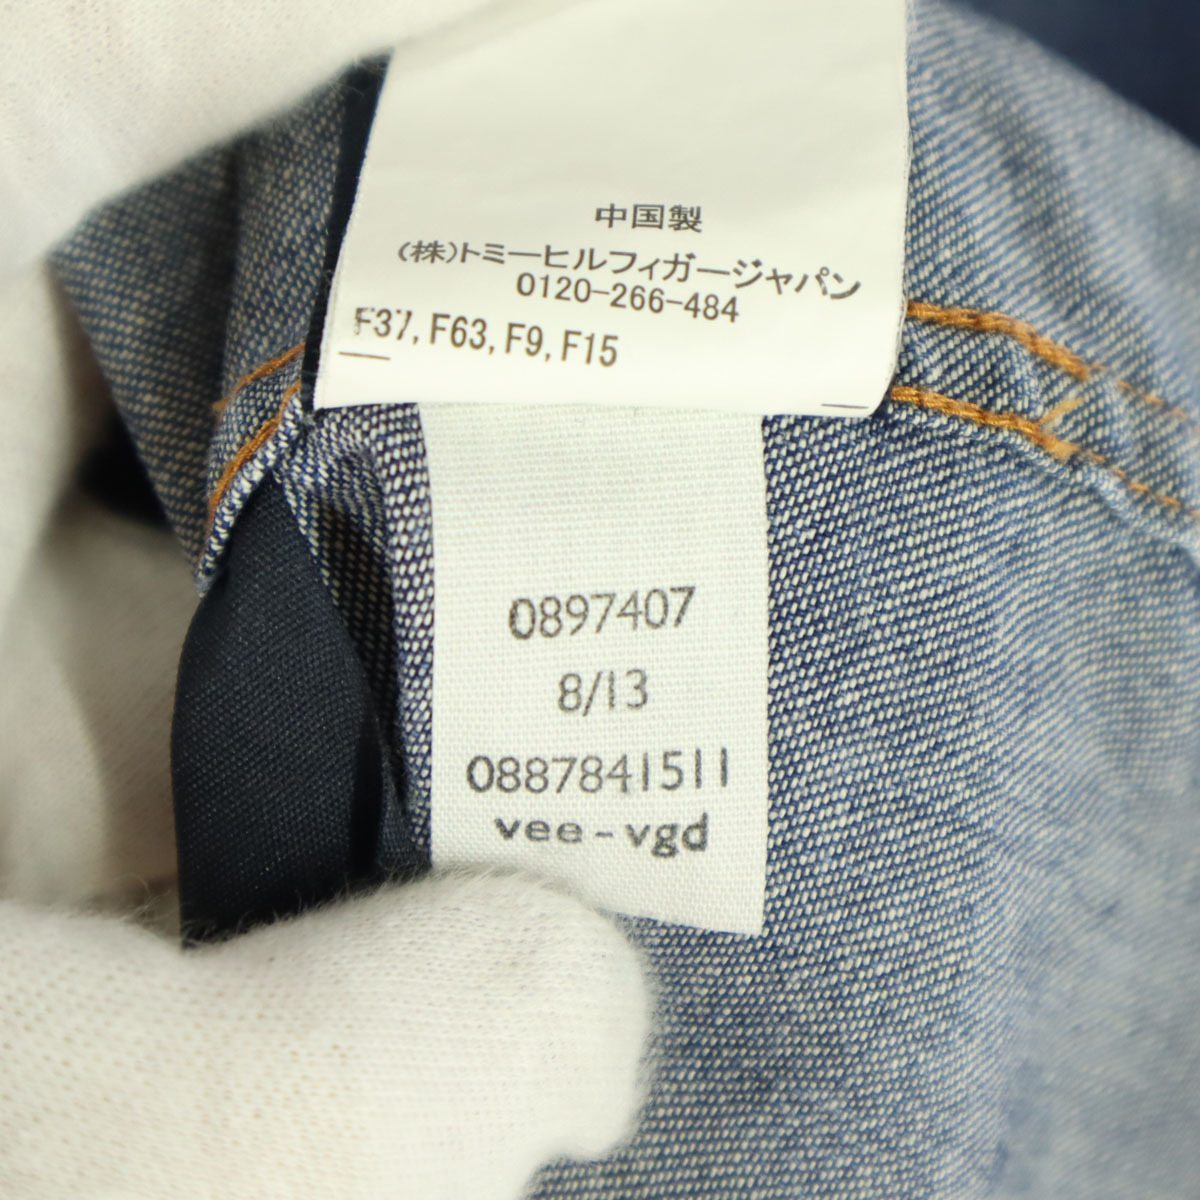 中国製
(株)トミーヒルフィガージャパン
0120-266-484
F37, F63, F9, F15
0897407
8/13
0887841511
vee-vgd